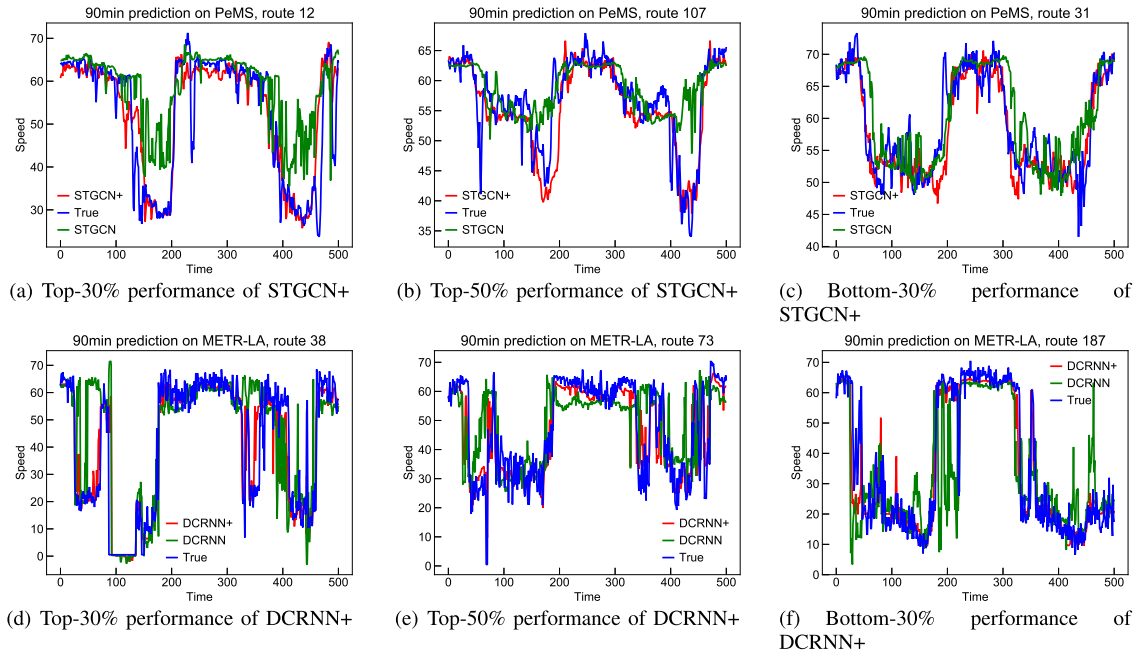 90min prediction on PeMS, route 12
70
60
50
40
30
Speed
STGCN+
True
STGCN
0 100 200 300 400 500
Time
(a) Top-30% performance of STGCN+
90min prediction on PeMS, route 107
65
60
55
50
45
40
35
Speed
STGCN+
True
STGCN
0 100 200 300 400 500
Time
(b) Top-50% performance of STGCN+
90min prediction on PeMS, route 31
75
70
65
60
55
50
45
40
Speed
STGCN+
True
STGCN
0 100 200 300 400 500
Time
(c) Bottom-30% performance of
STGCN+
90min prediction on METR-LA, route 38
70
60
50
40
30
20
10
0
Speed
DCRNN+
DCRNN
True
0 100 200 300 400 500
Time
(d) Top-30% performance of DCRNN+
90min prediction on METR-LA, route 73
70
60
50
40
30
20
10
0
Speed
DCRNN+
DCRNN
True
0 100 200 300 400 500
Time
(e) Top-50% performance of DCRNN+
90min prediction on METR-LA, route 187
70
60
50
40
30
20
10
0
Speed
DCRNN+
DCRNN
True
0 100 200 300 400 500
Time
(f) Bottom-30% performance of
DCRNN+